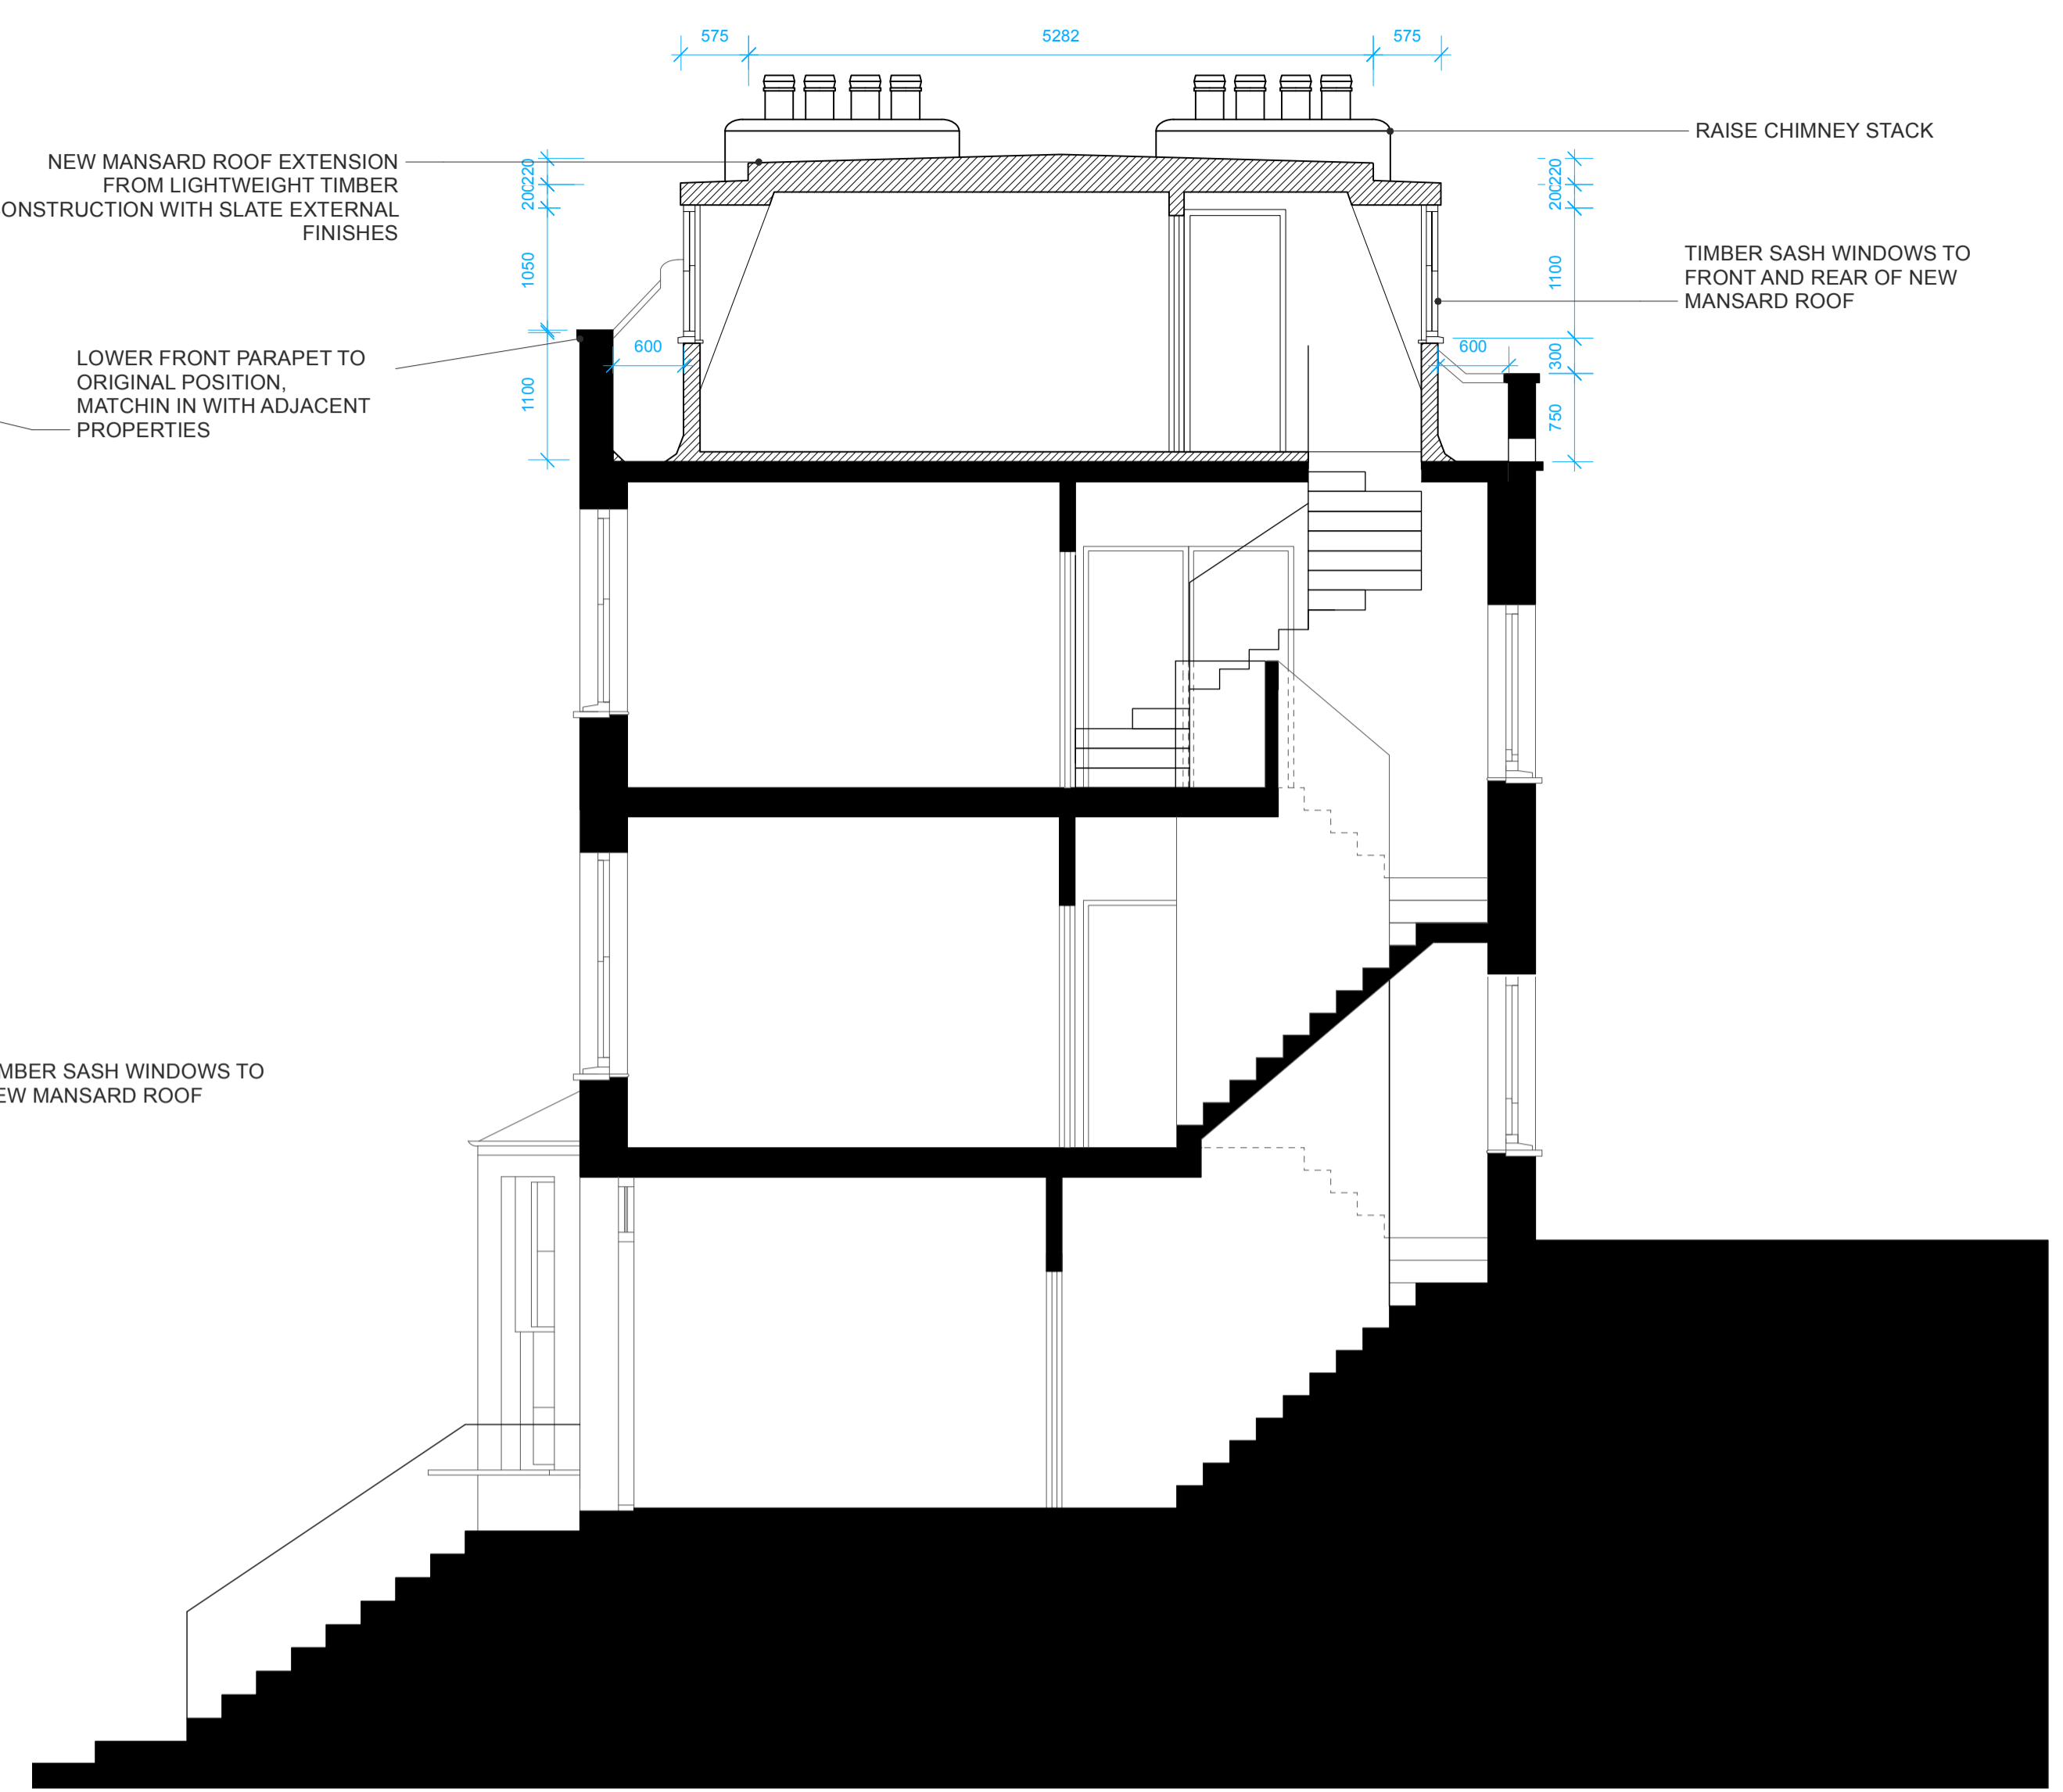 575
5282
575
RAISE CHIMNEY STACK
NEW MANSARD ROOF EXTENSION
FROM LIGHTWEIGHT TIMBER
ONSTRUCTION WITH SLATE EXTERNAL
FINISHES
220
200
1050
1100
220
200
1100
300
750
TIMBER SASH WINDOWS TO
FRONT AND REAR OF NEW
MANSARD ROOF
600
600
LOWER FRONT PARAPET TO
ORIGINAL POSITION,
MATCHIN IN WITH ADJACENT
PROPERTIES
MBER SASH WINDOWS TO
EW MANSARD ROOF